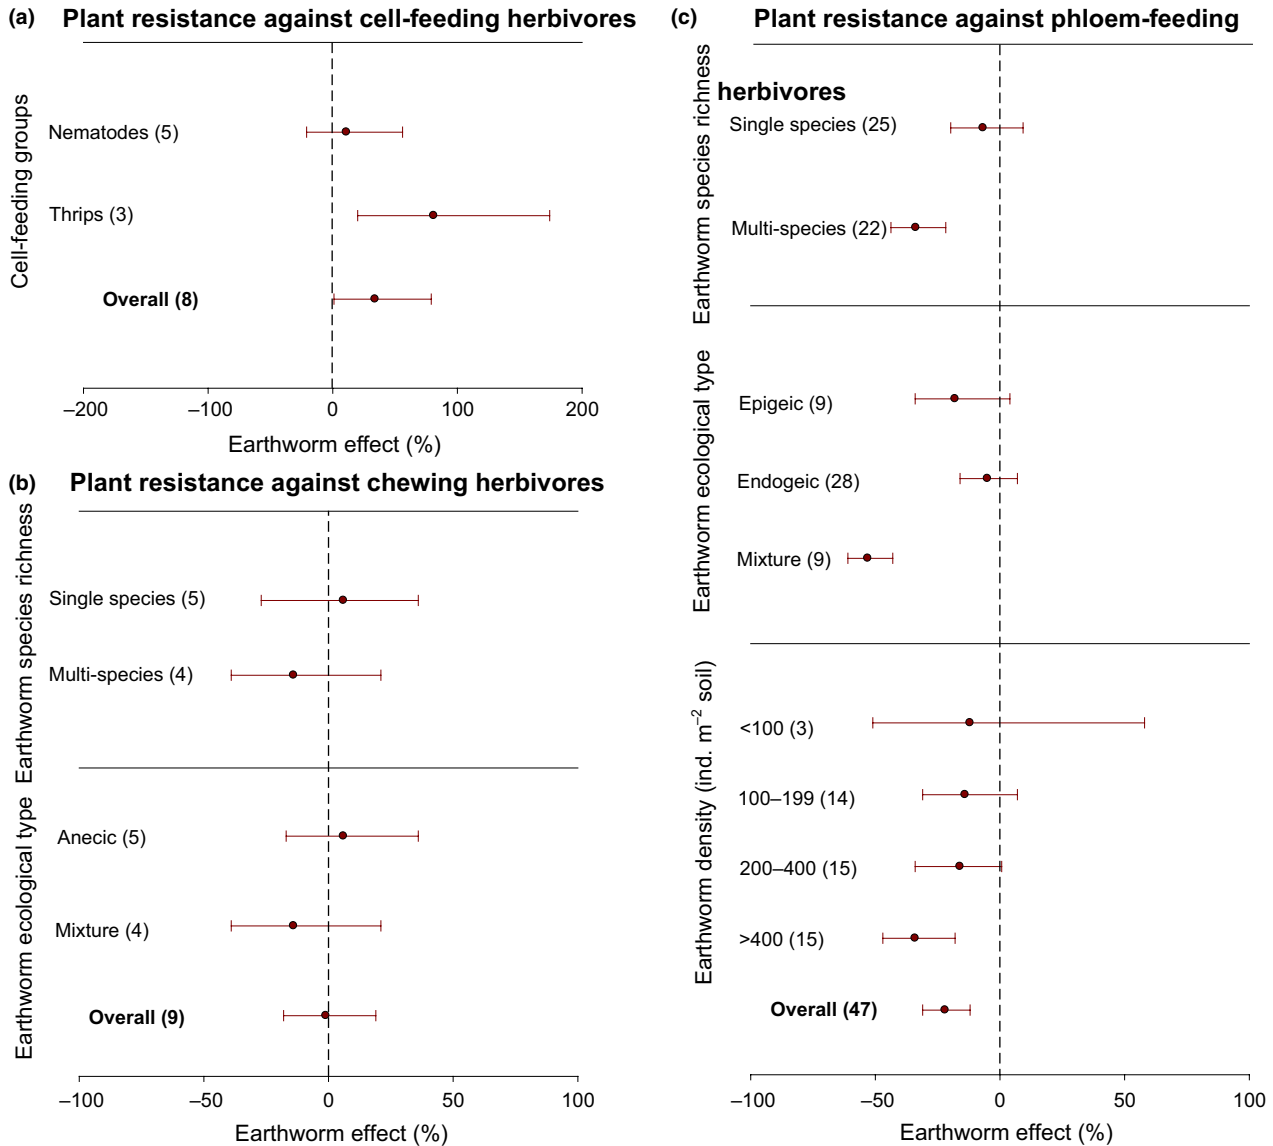 (a) Plant resistance against cell-feeding herbivores
Cell-feeding groups
Nematodes (5)
Thrips (3)
Overall (8)
–200 –100 0 100 200
Earthworm effect (%)
(b) Plant resistance against chewing herbivores
Earthworm species richness
Single species (5)
Multi-species (4)
Earthworm ecological type
Anecic (5)
Mixture (4)
Overall (9)
–100 –50 0 50 100
Earthworm effect (%)
(c) Plant resistance against phloem-feeding
herbivores
Earthworm species richness
Single species (25)
Multi-species (22)
Earthworm ecological type
Epigeic (9)
Endogeic (28)
Mixture (9)
Earthworm density (ind. m⁻² soil)
<100 (3)
100–199 (14)
200–400 (15)
>400 (15)
Overall (47)
–100 –50 0 50 100
Earthworm effect (%)